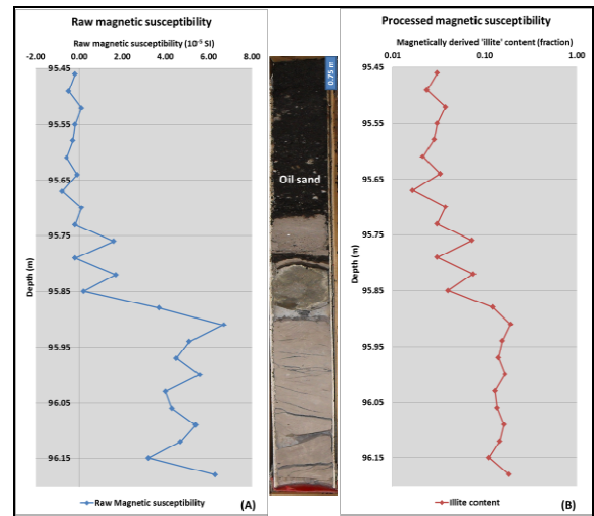 Raw magnetic susceptibility
Raw magnetic susceptibility (10⁻⁵ SI)
-2.00 0.00 2.00 4.00 6.00 8.00
95.45
95.55
95.65
95.75
95.85
95.95
96.05
96.15
Depth (m)
Raw Magnetic susceptibility
(A)
0.75 m
Oil sand
Processed magnetic susceptibility
Magnetically derived 'illite' content (fraction)
0.01 0.10 1.00
95.45
95.55
95.65
95.75
95.85
95.95
96.05
96.15
Depth (m)
Illite content
(B)